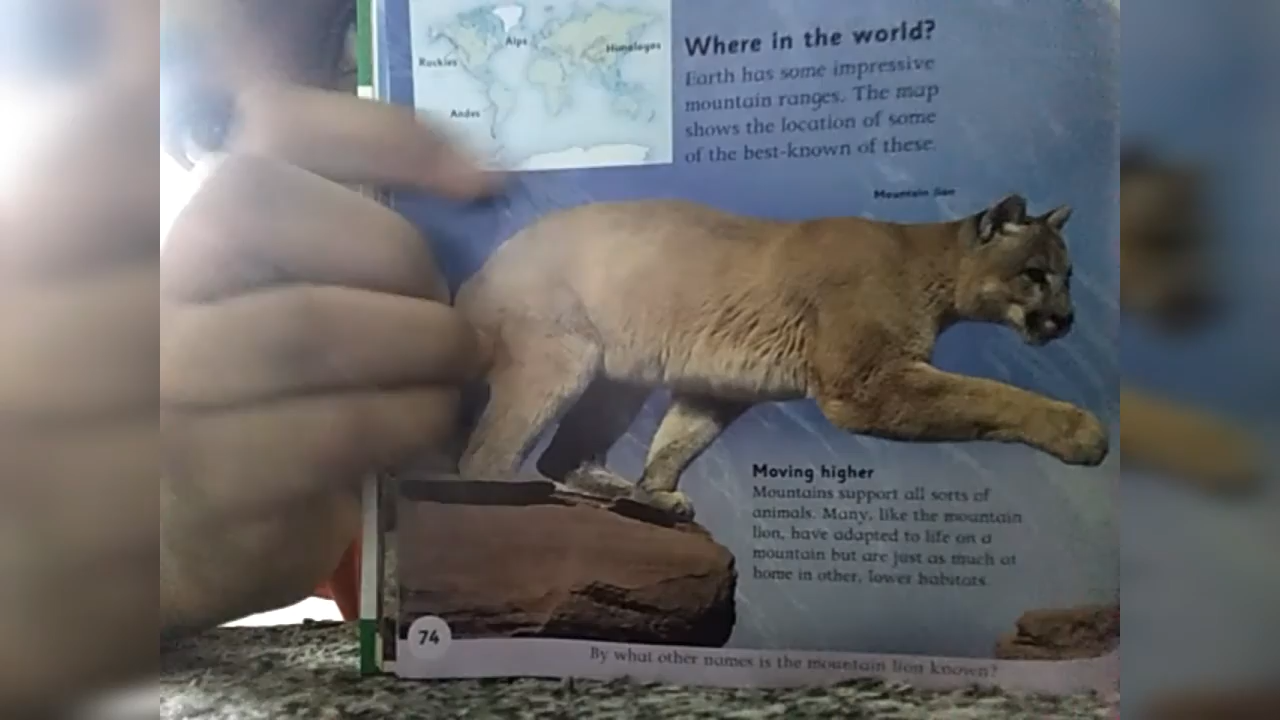 Alps
Himalayas
Rockies
Andes
Where in the world?
Earth has some impressive
mountain ranges. The map
shows the location of some
of the best-known of these.
Mountain lion
Moving higher
Mountains support all sorts of
animals. Many, like the mountain
lion, have adapted to life on a
mountain but are just as much at
home in other, lower habitats.
74
By what other names is the mountain lion known?